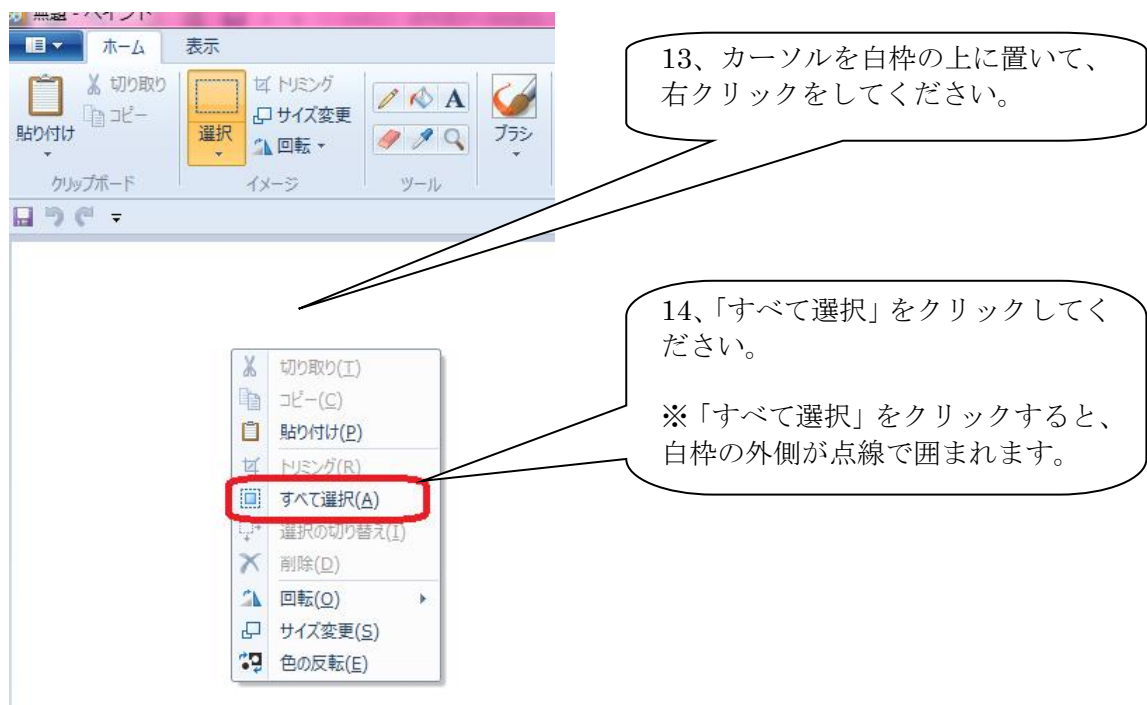 無題 - ペイント
ホーム 表示
貼り付け
切り取り
コピー
クリップボード
選択
トリミング
サイズ変更
回転
イメージ
A
ツール
ブラシ
13、カーソルを白枠の上に置いて、
右クリックをしてください。
14、「すべて選択」をクリックしてく
ださい。
※「すべて選択」をクリックすると、
白枠の外側が点線で囲まれます。
切り取り(T)
コピー(C)
貼り付け(P)
トリミング(R)
すべて選択(A)
選択の切り替え(I)
削除(D)
回転(O)
サイズ変更(S)
色の反転(E)